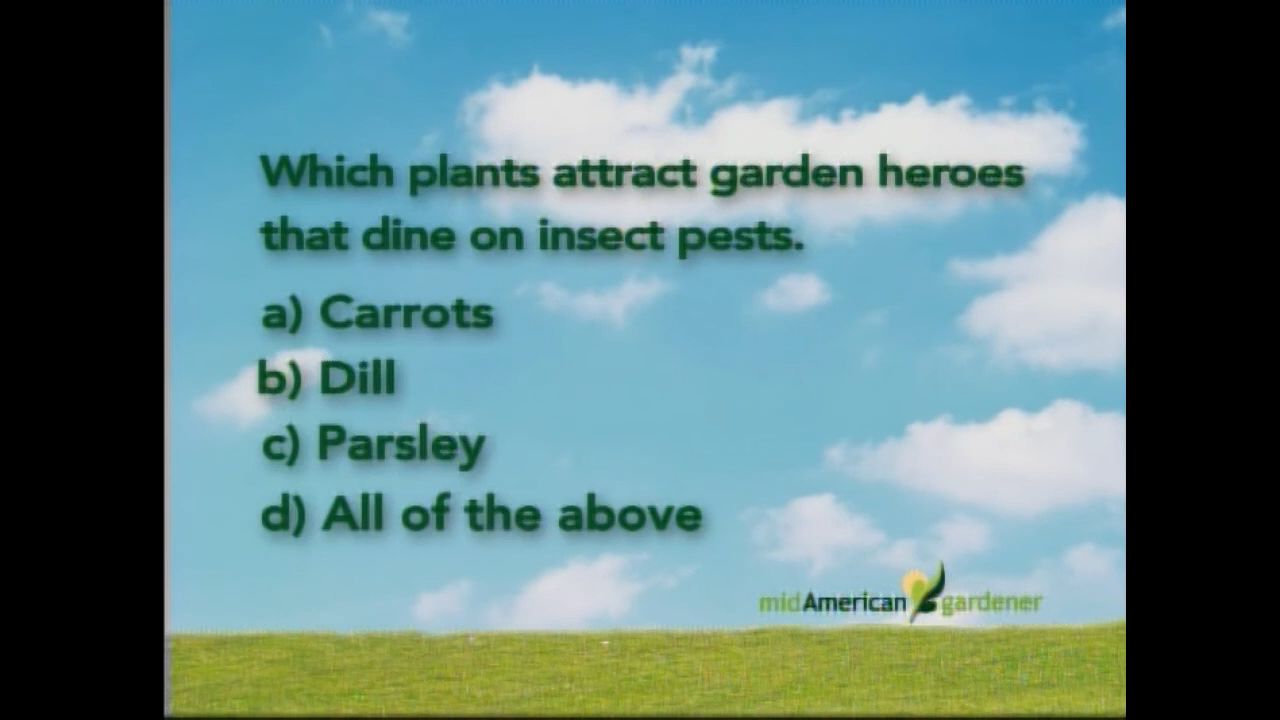 Which plants attract garden heroes
that dine on insect pests.
a) Carrots
b) Dill
c) Parsley
d) All of the above
midAmerican gardener